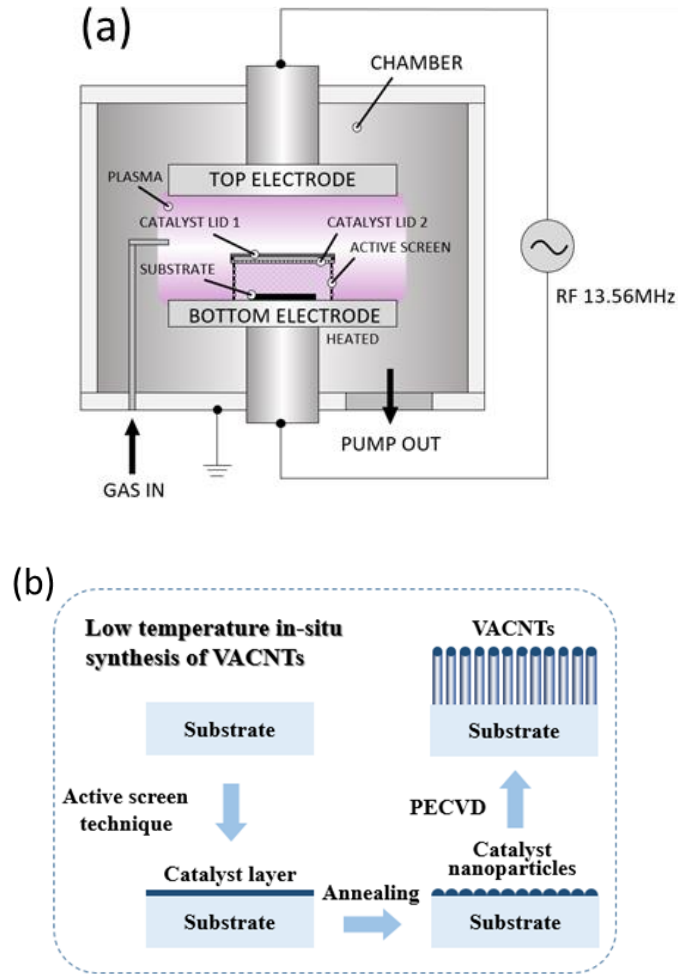 (a)
CHAMBER
TOP ELECTRODE
PLASMA
CATALYST LID 1
CATALYST LID 2
ACTIVE SCREEN
SUBSTRATE
BOTTOM ELECTRODE
HEATED
RF 13.56MHz
PUMP OUT
GAS IN
(b)
Low temperature in-situ
synthesis of VACNTs
Substrate
Active screen
technique
Catalyst layer
Substrate
Annealing
Catalyst
nanoparticles
Substrate
PECVD
VACNTs
Substrate